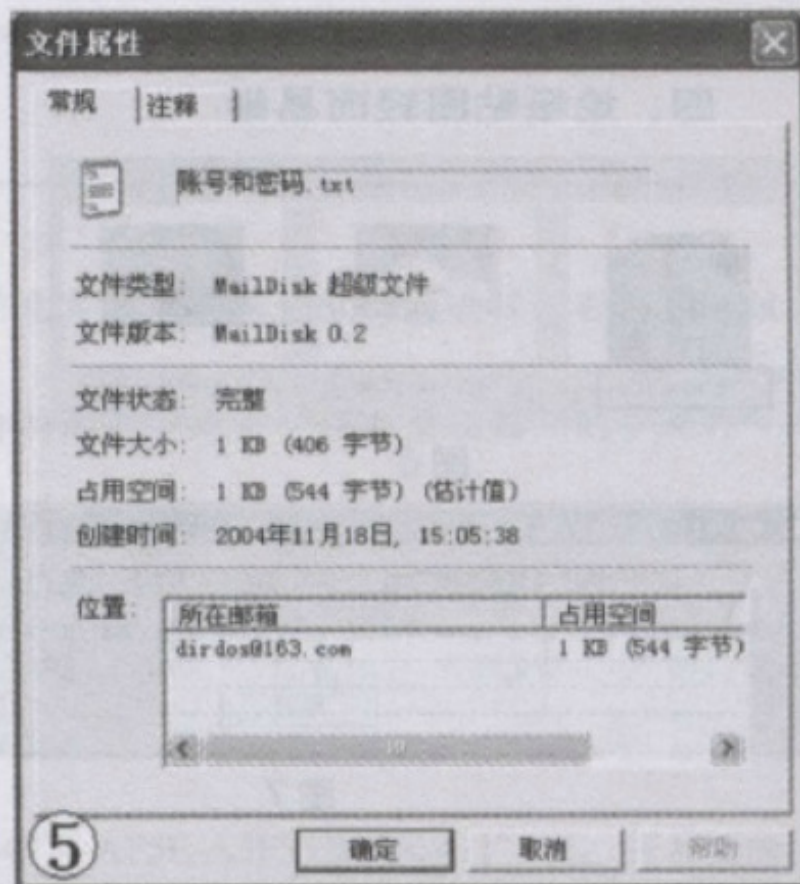 文件属性
常规 注释
账号和密码.txt
文件类型: MailDisk 超级文件
文件版本: MailDisk 0.2
文件状态: 完整
文件大小: 1 KB (406 字节)
占用空间: 1 KB (544 字节) (估计值)
创建时间: 2004年11月18日, 15:05:38
位置: 所在邮箱 占用空间
dirdos@163.com 1 KB (544 字节)
⑤ 确定 取消 帮助